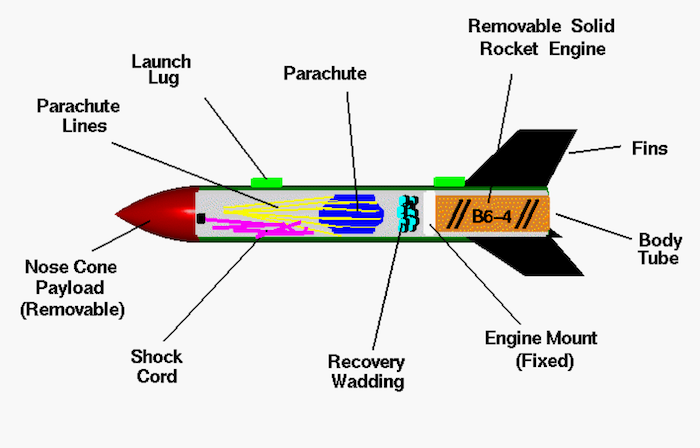 Removable Solid
Rocket Engine
Launch
Lug
Parachute
Parachute
Lines
Fins
// B6-4 //
Body
Tube
Nose Cone
Payload
(Removable)
Engine Mount
(Fixed)
Shock
Cord
Recovery
Wadding